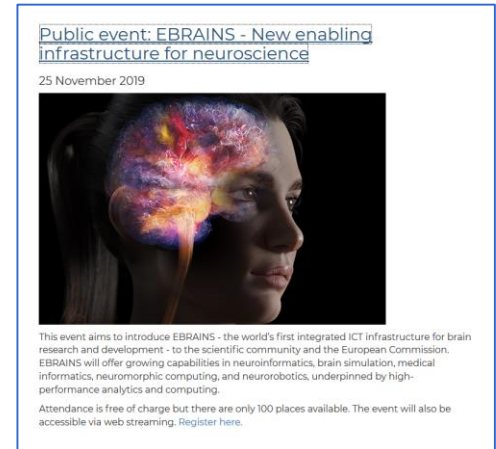 Public event: EBRAINS - New enabling
infrastructure for neuroscience
25 November 2019
This event aims to introduce EBRAINS - the world's first integrated ICT infrastructure for brain
research and development - to the scientific community and the European Commission.
EBRAINS will offer growing capabilities in neuroinformatics, brain simulation, medical
informatics, neuromorphic computing, and neurorobotics, underpinned by high-
performance analytics and computing.
Attendance is free of charge but there are only 100 places available. The event will also be
accessible via web streaming. Register here.